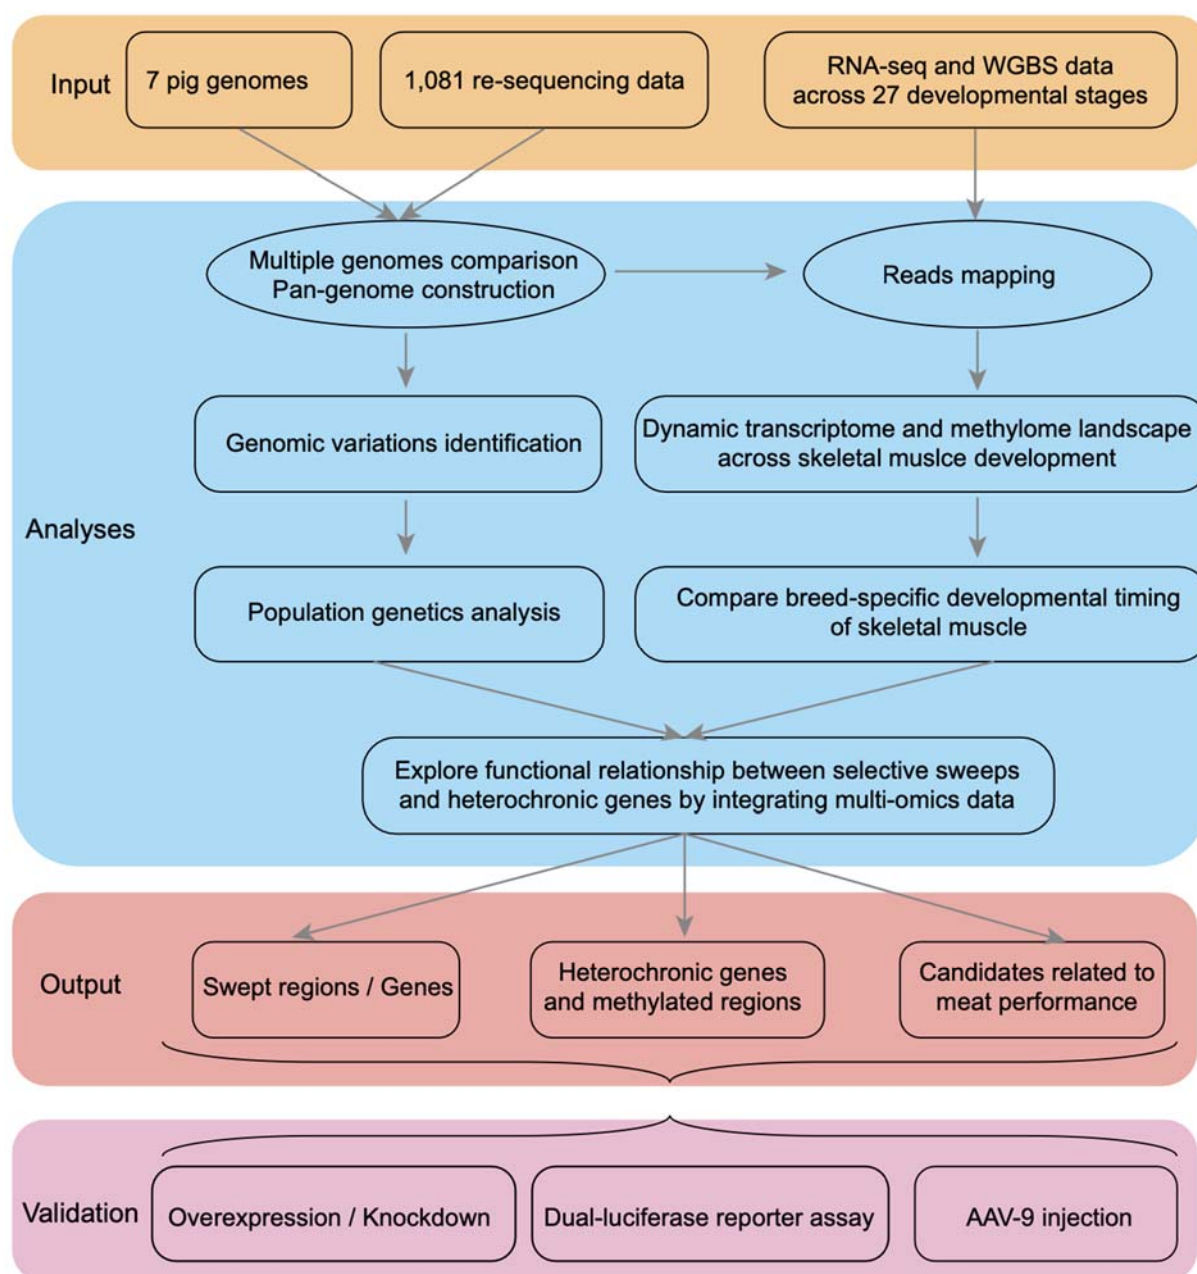 Input
7 pig genomes
1,081 re-sequencing data
RNA-seq and WGBS data
across 27 developmental stages
Analyses
Multiple genomes comparison
Pan-genome construction
Reads mapping
Genomic variations identification
Dynamic transcriptome and methylome landscape
across skeletal muslce development
Population genetics analysis
Compare breed-specific developmental timing
of skeletal muscle
Explore functional relationship between selective sweeps
and heterochronic genes by integrating multi-omics data
Output
Swept regions / Genes
Heterochronic genes
and methylated regions
Candidates related to
meat performance
Validation
Overexpression / Knockdown
Dual-luciferase reporter assay
AAV-9 injection